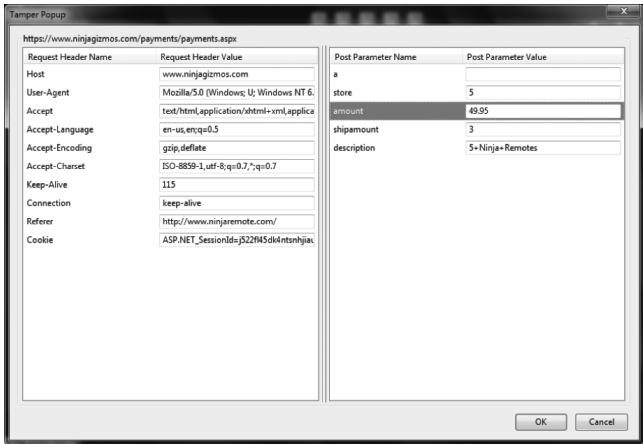 Tamper Popup
x
https://www.ninjagizmos.com/payments/payments.aspx
Request Header Name Request Header Value Post Parameter Name Post Parameter Value
Host www.ninjagizmos.com a
User-Agent Mozilla/5.0 (Windows; U; Windows NT 6. store 5
Accept text/html,application/xhtml+xml,applica amount 49.95
Accept-Language en-us,en;q=0.5 shipamount 3
Accept-Encoding gzip,deflate description 5+Ninja+Remotes
Accept-Charset ISO-8859-1,utf-8;q=0.7,*;q=0.7
Keep-Alive 115
Connection keep-alive
Referer http://www.ninjaremote.com/
Cookie ASP.NET_SessionId=j522fl45dk4ntsnhjiau
OK Cancel